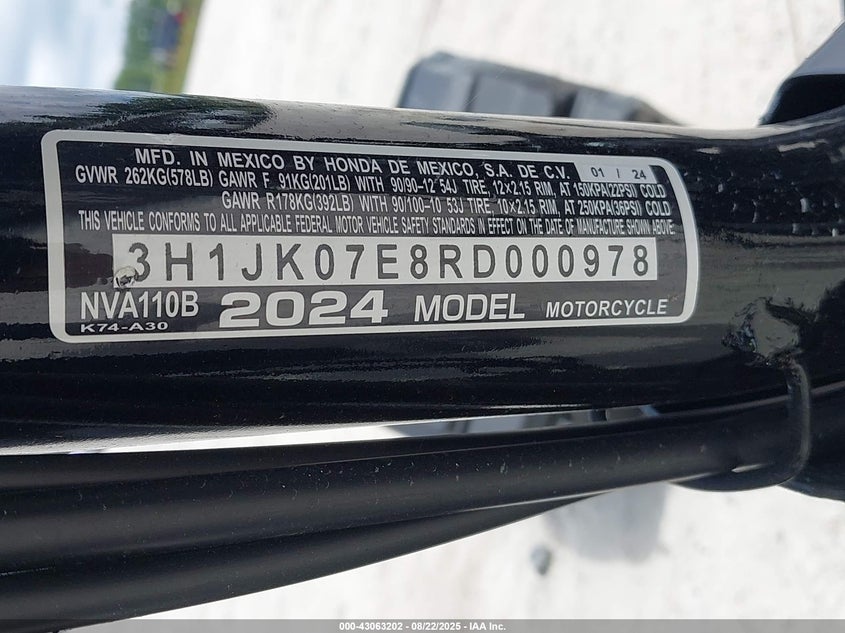 MFD. IN MEXICO BY HONDA DE MEXICO, S.A. DE C.V. 01 / 24
GVWR 262KG(578LB) GAWR F 91KG(201LB) WITH 90/90-12 54J TIRE, 12×2.15 RIM, AT 150KPA(22PSI) COLD
GAWR R178KG(392LB) WITH 90/100-10 53J TIRE, 10×2.15 RIM, AT 250KPA(36PSI) COLD
THIS VEHICLE CONFORMS TO ALL APPLICABLE FEDERAL MOTOR VEHICLE SAFETY STANDARDS IN EFFECT ON THE DATE OF MANUFACTURE SHOWN ABOVE.
3H1JK07E8RD000978
NVA110B 2024 MODEL MOTORCYCLE
K74-A30
000-43063202 - 08/22/2025 - IAA Inc.